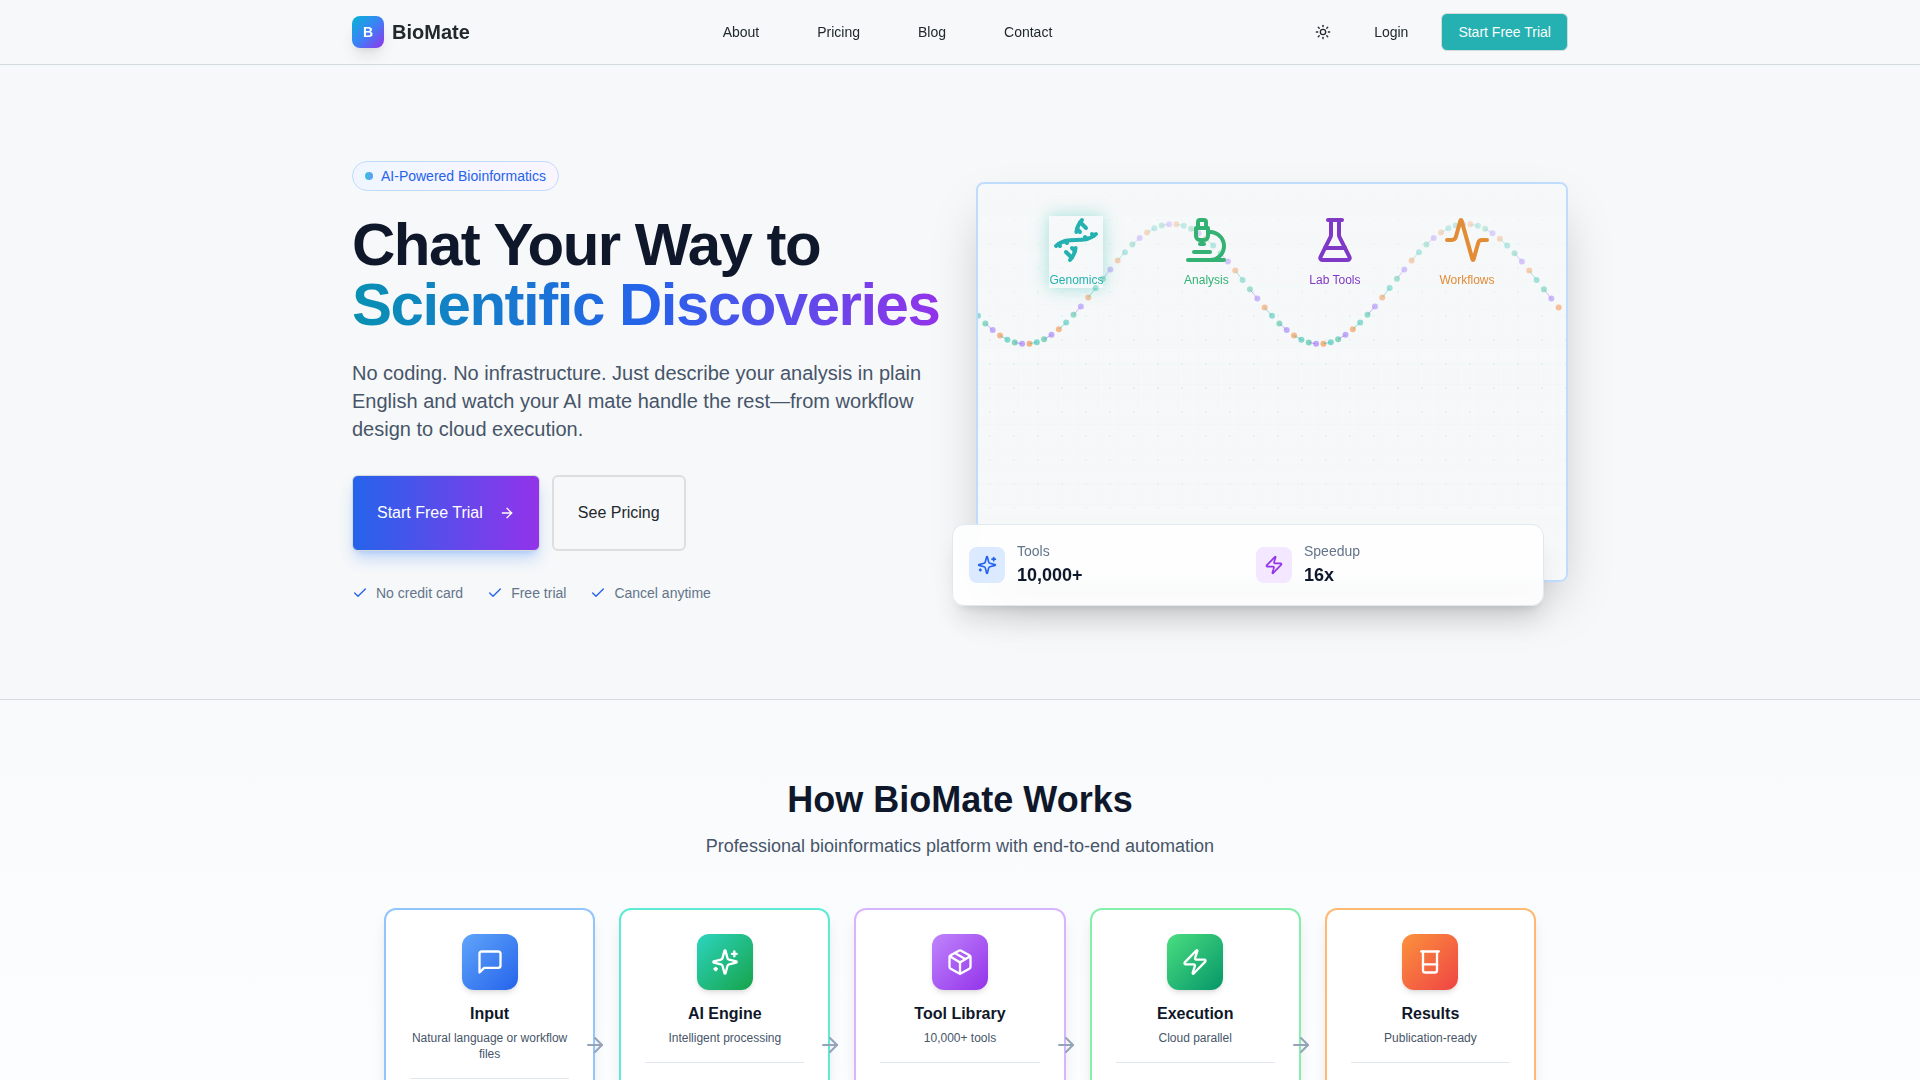 B BioMate
About
Pricing
Blog
Contact
Login
Start Free Trial
AI-Powered Bioinformatics
Chat Your Way to
Scientific Discoveries
No coding. No infrastructure. Just describe your analysis in plain
English and watch your AI mate handle the rest—from workflow
design to cloud execution.
Start Free Trial
See Pricing
No credit card
Free trial
Cancel anytime
Genomics
Analysis
Lab Tools
Workflows
Tools
10,000+
Speedup
16x
How BioMate Works
Professional bioinformatics platform with end-to-end automation
Input
Natural language or workflow
files
AI Engine
Intelligent processing
Tool Library
10,000+ tools
Execution
Cloud parallel
Results
Publication-ready